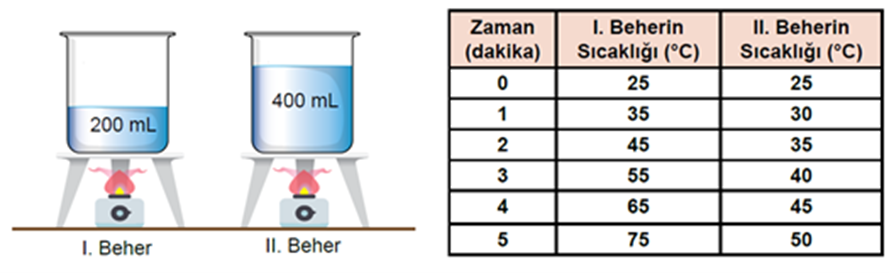 200 mL
400 mL
I. Beher
II. Beher
Zaman (dakika) I. Beherin Sıcaklığı (°C) II. Beherin Sıcaklığı (°C)
0 25 25
1 35 30
2 45 35
3 55 40
4 65 45
5 75 50